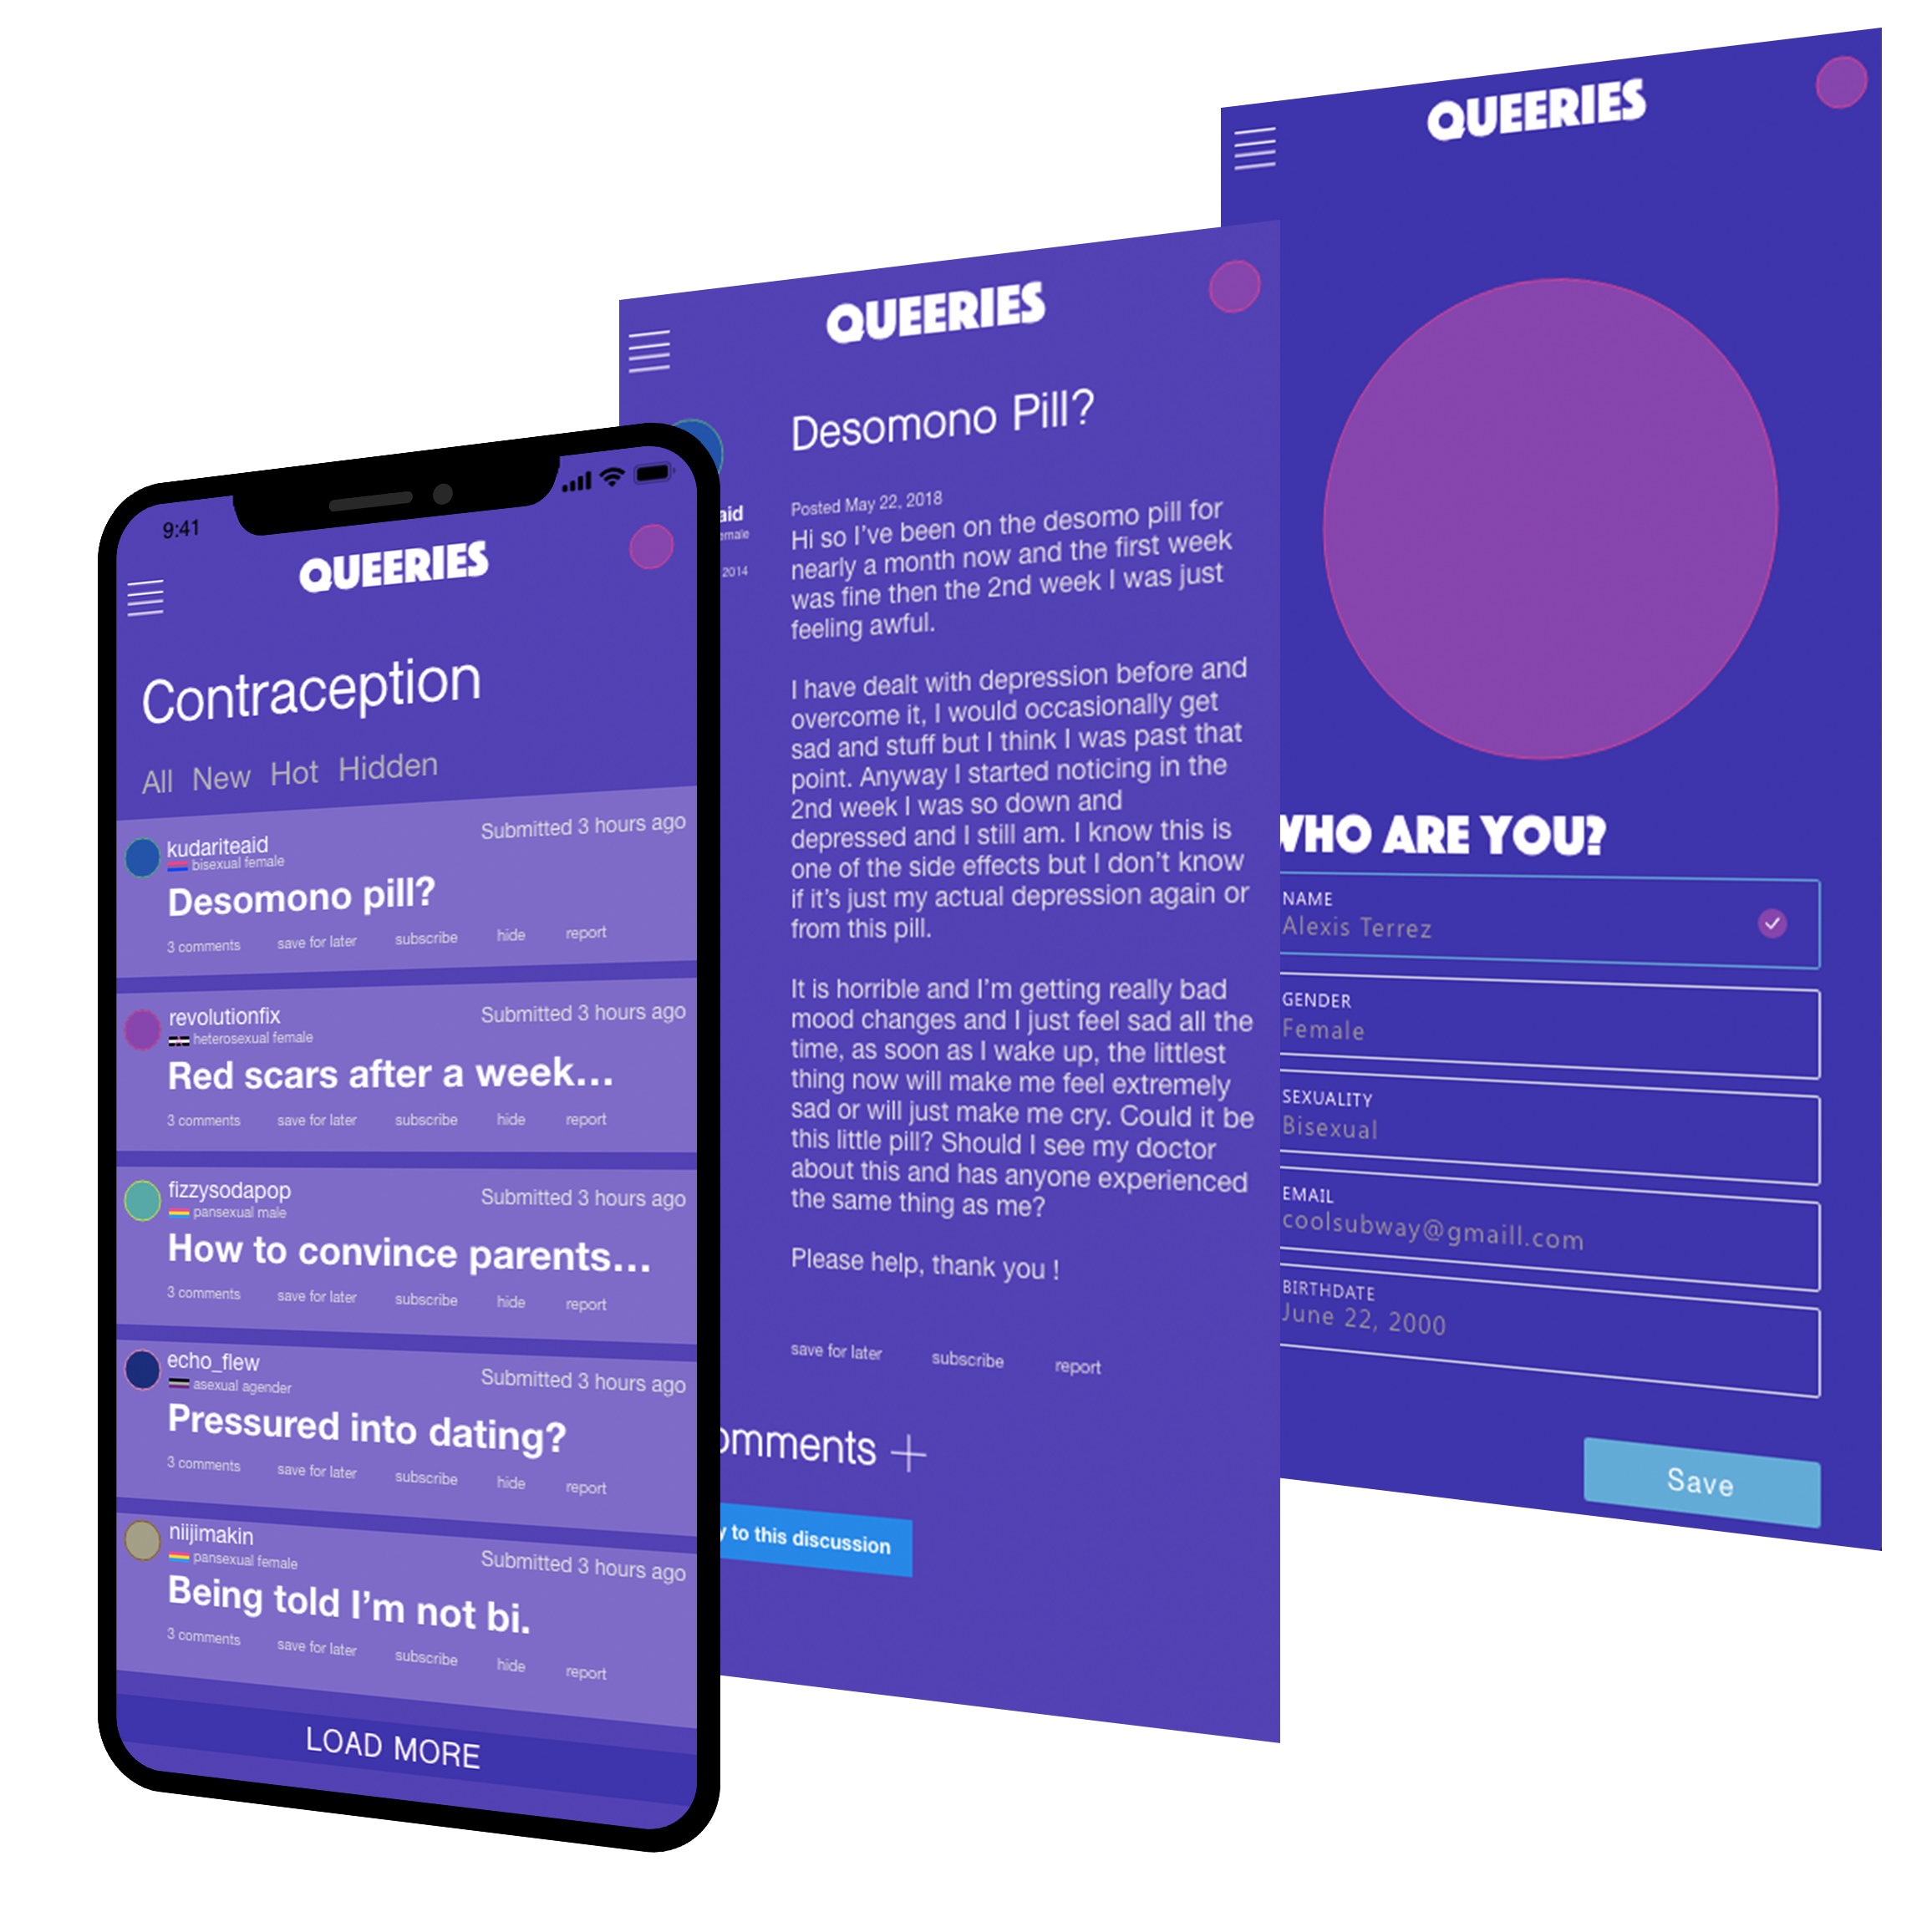 9:41
QUEERIES
Contraception
All New Hot Hidden
kudariteaid
bisexual female
Submitted 3 hours ago
Desomono pill?
3 comments save for later subscribe hide report
revolutionfix
heterosexual female
Submitted 3 hours ago
Red scars after a week...
3 comments save for later subscribe hide report
fizzysodapop
pansexual male
Submitted 3 hours ago
How to convince parents...
3 comments save for later subscribe hide report
echo_flew
asexual agender
Submitted 3 hours ago
Pressured into dating?
3 comments save for later subscribe hide report
niijimakin
pansexual female
Submitted 3 hours ago
Being told I'm not bi.
3 comments save for later subscribe hide report
LOAD MORE
QUEERIES
aid
emale
2014
Desomono Pill?
Posted May 22, 2018
Hi so I've been on the desomo pill for
nearly a month now and the first week
was fine then the 2nd week I was just
feeling awful.
I have dealt with depression before and
overcome it, I would occasionally get
sad and stuff but I think I was past that
point. Anyway I started noticing in the
2nd week I was so down and
depressed and I still am. I know this is
one of the side effects but I don't know
if it's just my actual depression again or
from this pill.
It is horrible and I'm getting really bad
mood changes and I just feel sad all the
time, as soon as I wake up, the littlest
thing now will make me feel extremely
sad or will just make me cry. Could it be
this little pill? Should I see my doctor
about this and has anyone experienced
the same thing as me?
Please help, thank you !
save for later subscribe report
omments +
y to this discussion
QUEERIES
WHO ARE YOU?
NAME
Alexis Terrez
GENDER
Female
SEXUALITY
Bisexual
EMAIL
coolsubway@gmaill.com
BIRTHDATE
June 22, 2000
Save